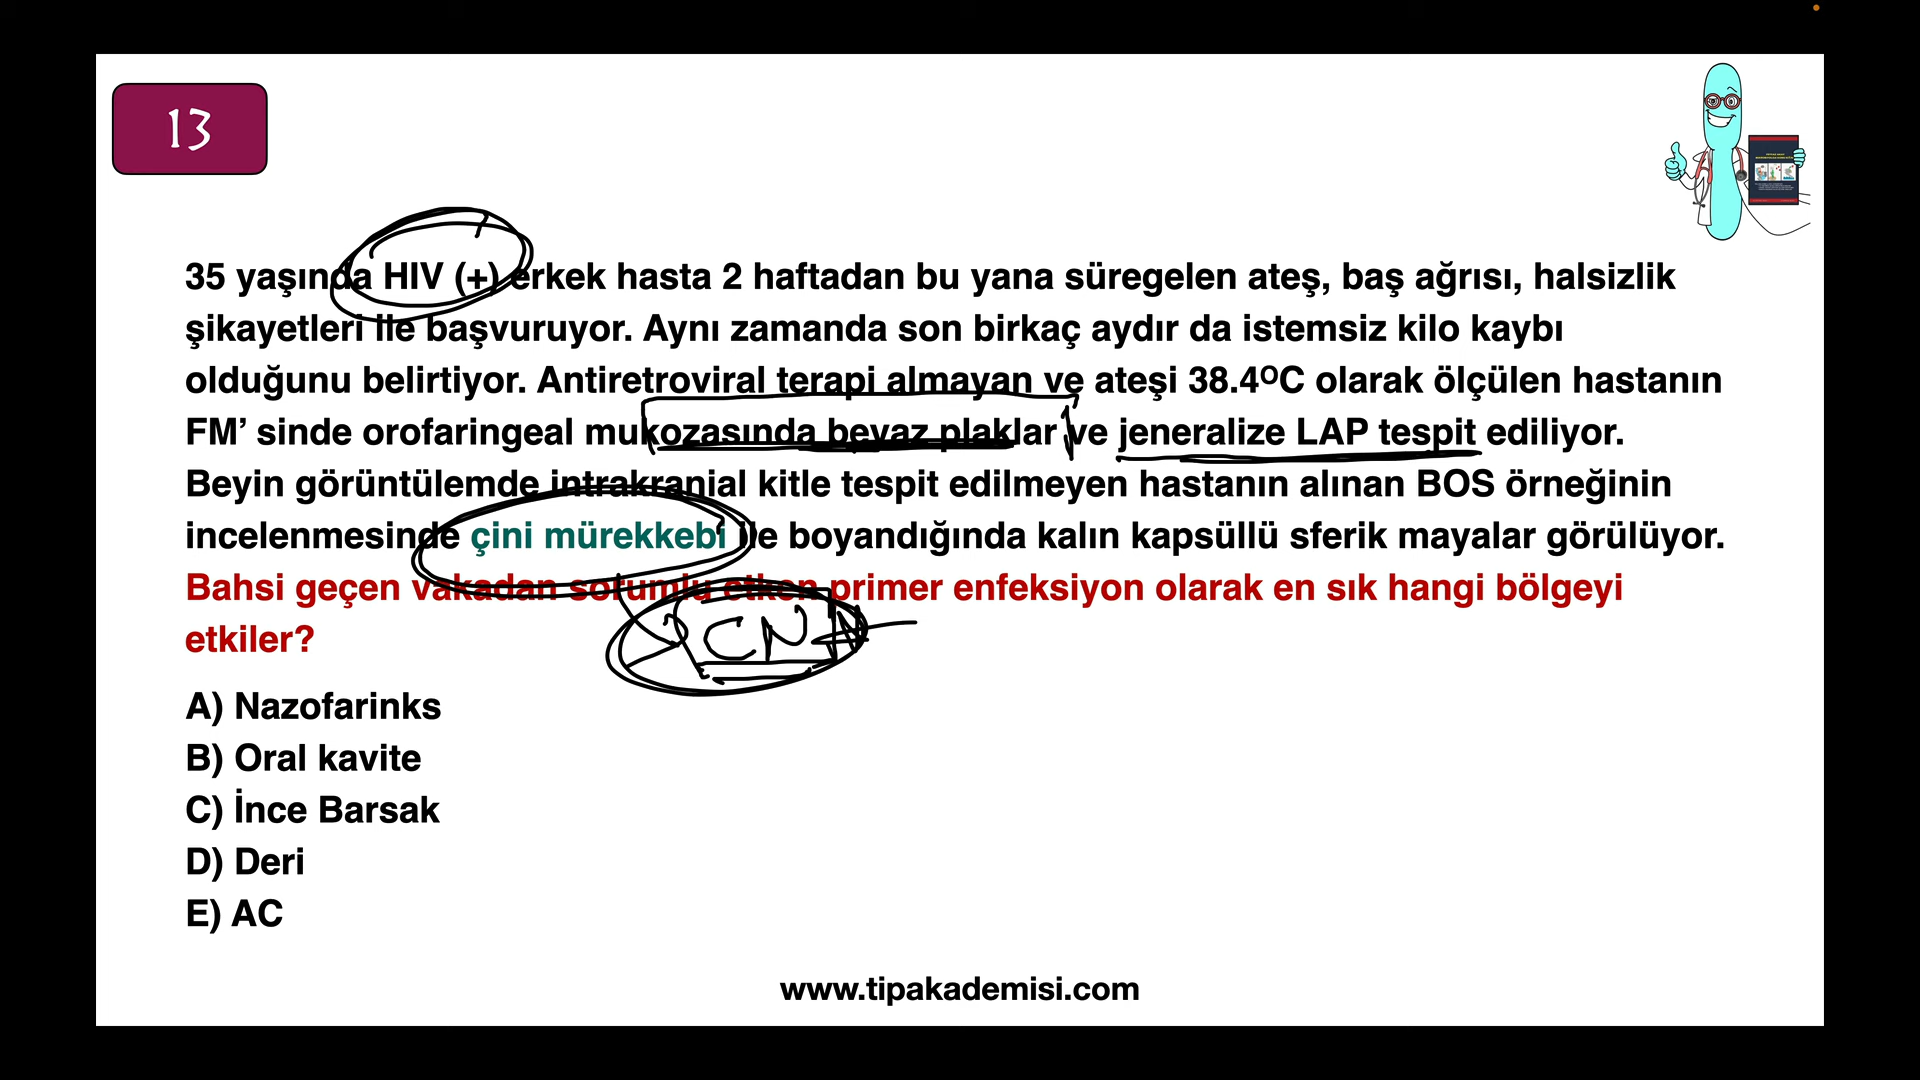 13
35 yaşında HIV (+) erkek hasta 2 haftadan bu yana süregelen ateş, baş ağrısı, halsizlik
şikayetleri ile başvuruyor. Aynı zamanda son birkaç aydır da istemsiz kilo kaybı
olduğunu belirtiyor. Antiretroviral terapi almayan ve ateşi 38.4ºC olarak ölçülen hastanın
FM’ sinde orofaringeal mukozasında beyaz plaklar ve jeneralize LAP tespit ediliyor.
Beyin görüntülemde intrakranial kitle tespit edilmeyen hastanın alınan BOS örneğinin
incelenmesinde çini mürekkebi ile boyandığında kalın kapsüllü sferik mayalar görülüyor.
Bahsi geçen vakadan sorumlu etken primer enfeksiyon olarak en sık hangi bölgeyi
etkiler?
A) Nazofarinks
B) Oral kavite
C) İnce Barsak
D) Deri
E) AC
www.tipakademisi.com